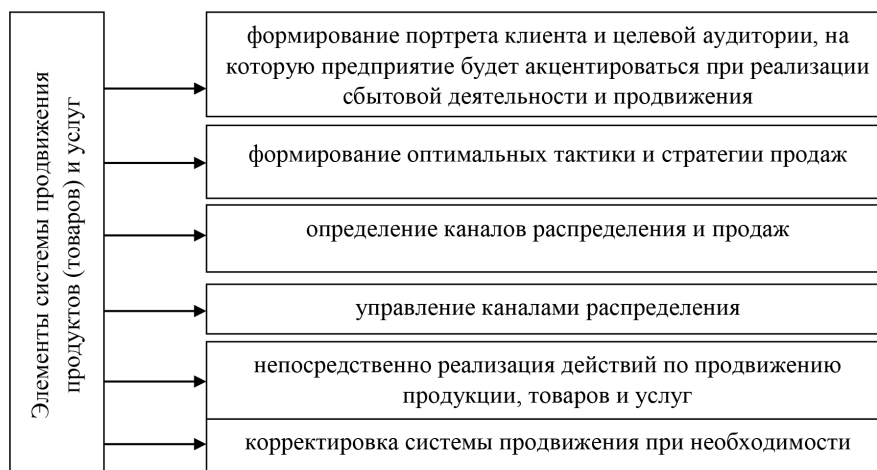 Элементы системы продвижения
продуктов (товаров) и услуг
формирование портрета клиента и целевой аудитории, на
которую предприятие будет акцентироваться при реализации
сбытовой деятельности и продвижения
формирование оптимальных тактики и стратегии продаж
определение каналов распределения и продаж
управление каналами распределения
непосредственно реализация действий по продвижению
продукции, товаров и услуг
корректировка системы продвижения при необходимости